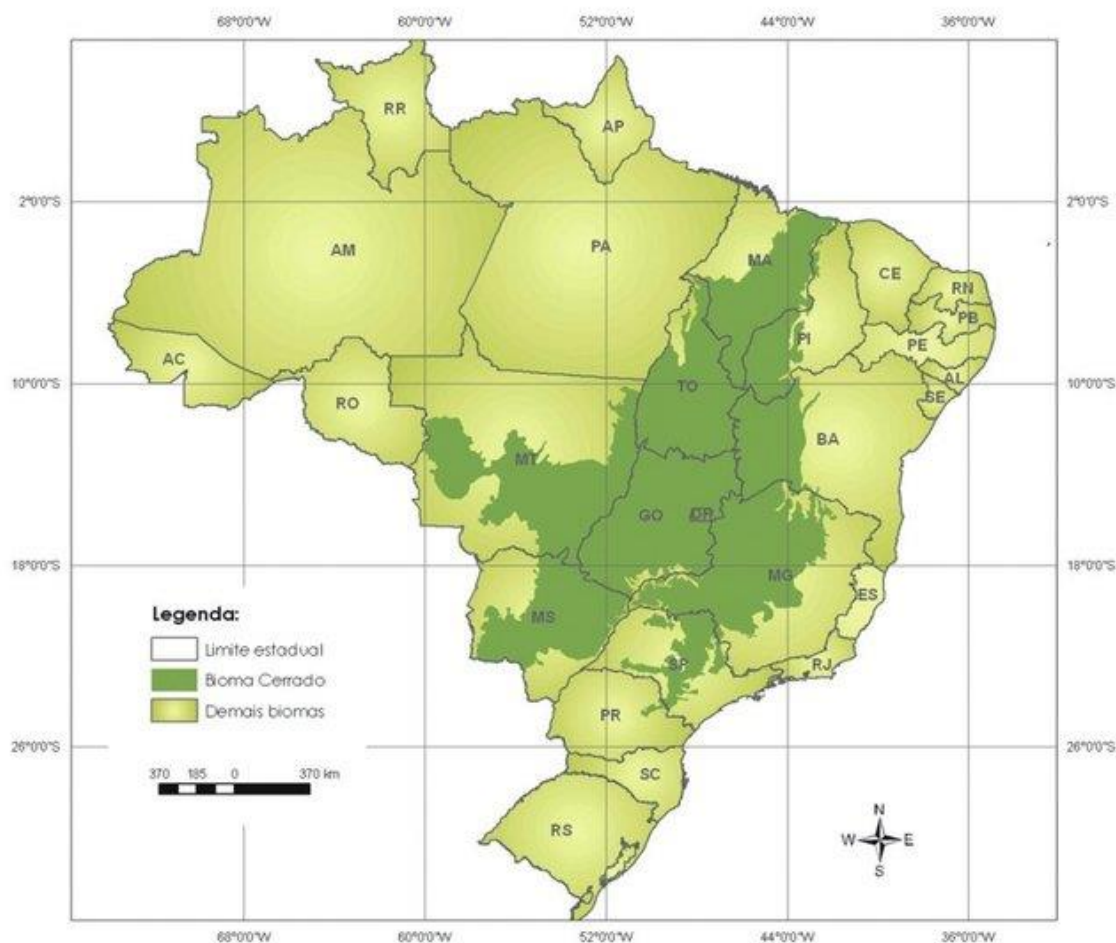 68°0'0"W 60°0'0"W 52°0'0"W 44°0'0"W 36°0'0"W
RR
AP
2°0'0"S 2°0'0"S
AM
PA
MA
CE
RN
PB
PI
PE
AC
AL
10°0'0"S 10°0'0"S
TO
SE
RO
BA
MT
GO
DF
18°0'0"S 18°0'0"S
MG
ES
Legenda:
MS
Limite estadual
SP
RJ
Bioma Cerrado
Demais biomas
PR
26°0'0"S 26°0'0"S
370 185 0 370 km
SC
RS
N
W E
S
68°0'0"W 60°0'0"W 52°0'0"W 44°0'0"W 36°0'0"W